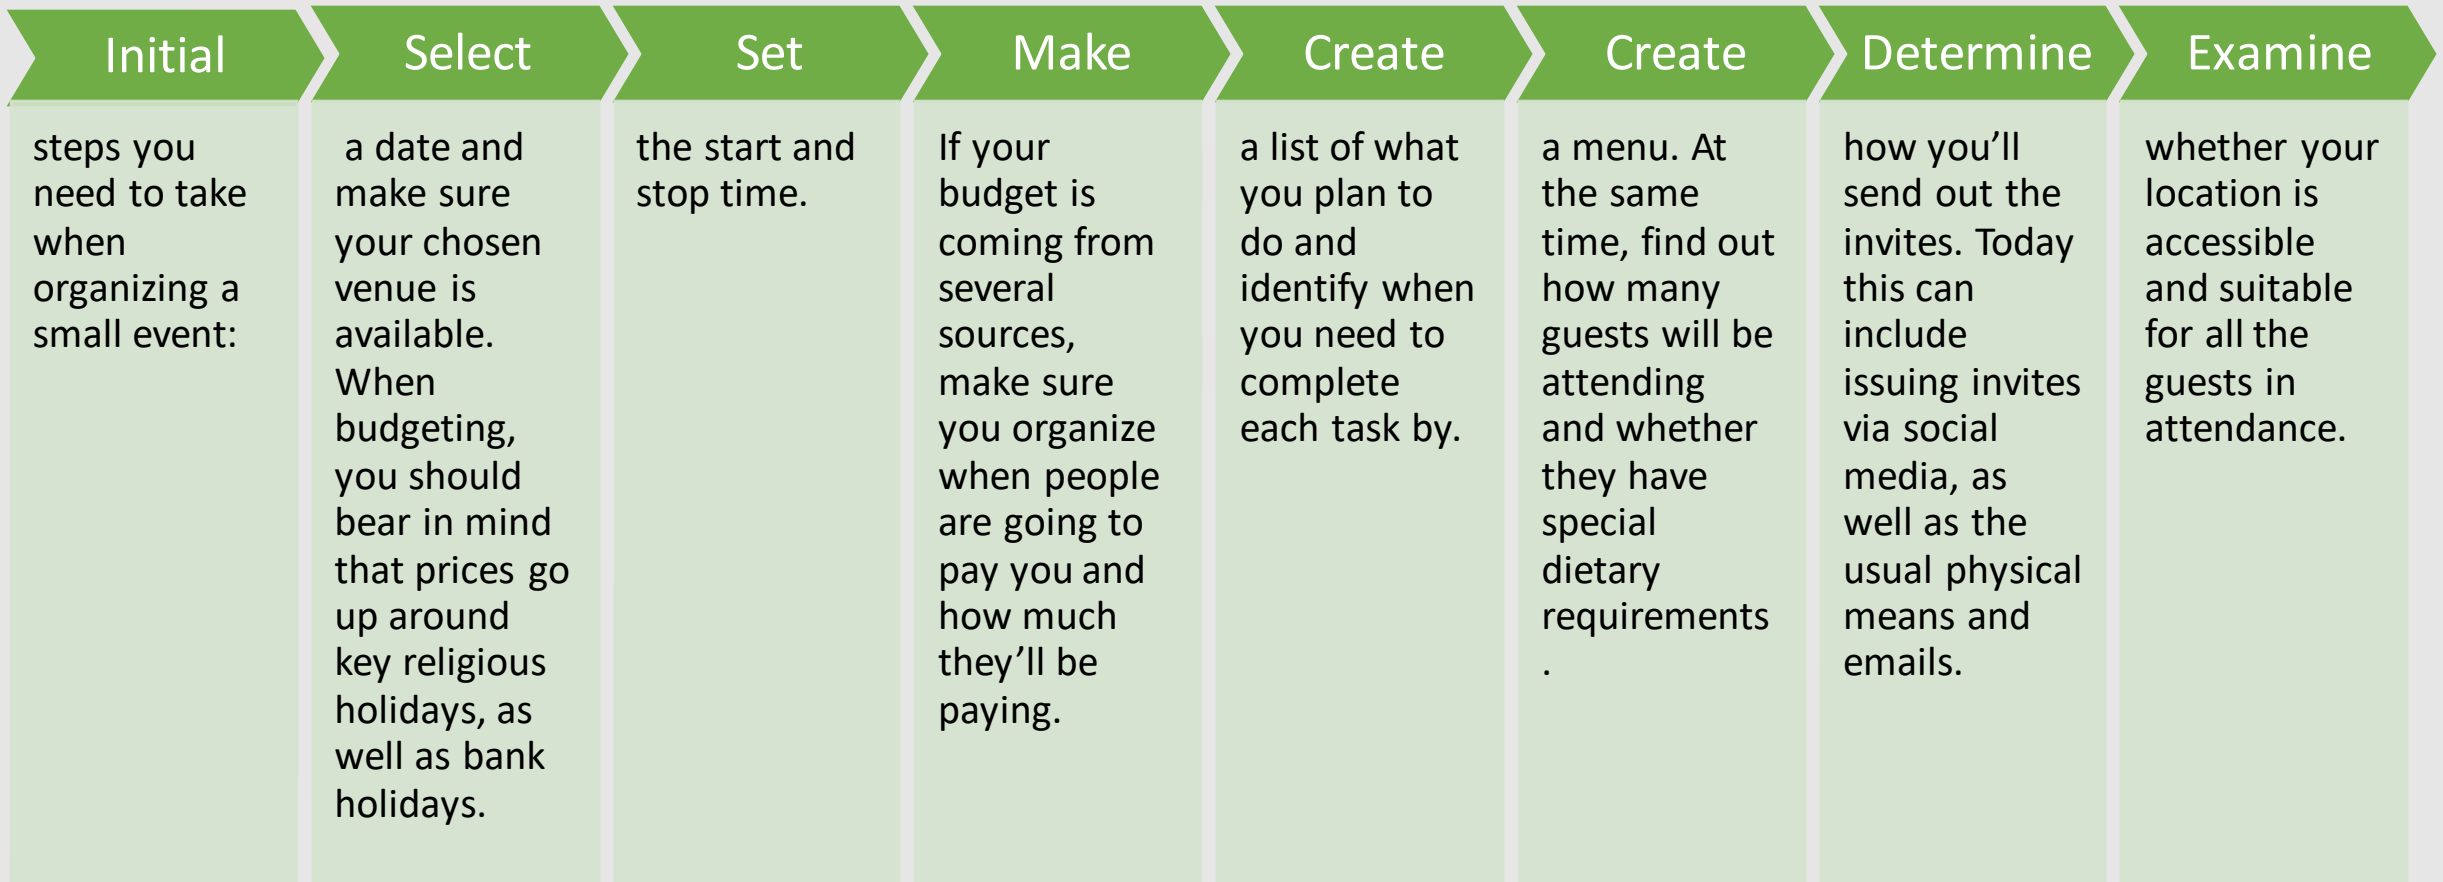 Initial
steps you
need to take
when
organizing a
small event:
Select
a date and
make sure
your chosen
venue is
available.
When
budgeting,
you should
bear in mind
that prices go
up around
key religious
holidays, as
well as bank
holidays.
Set
the start and
stop time.
Make
If your
budget is
coming from
several
sources,
make sure
you organize
when people
are going to
pay you and
how much
they’ll be
paying.
Create
a list of what
you plan to
do and
identify when
you need to
complete
each task by.
Create
a menu. At
the same
time, find out
how many
guests will be
attending
and whether
they have
special
dietary
requirements
.
Determine
how you’ll
send out the
invites. Today
this can
include
issuing invites
via social
media, as
well as the
usual physical
means and
emails.
Examine
whether your
location is
accessible
and suitable
for all the
guests in
attendance.